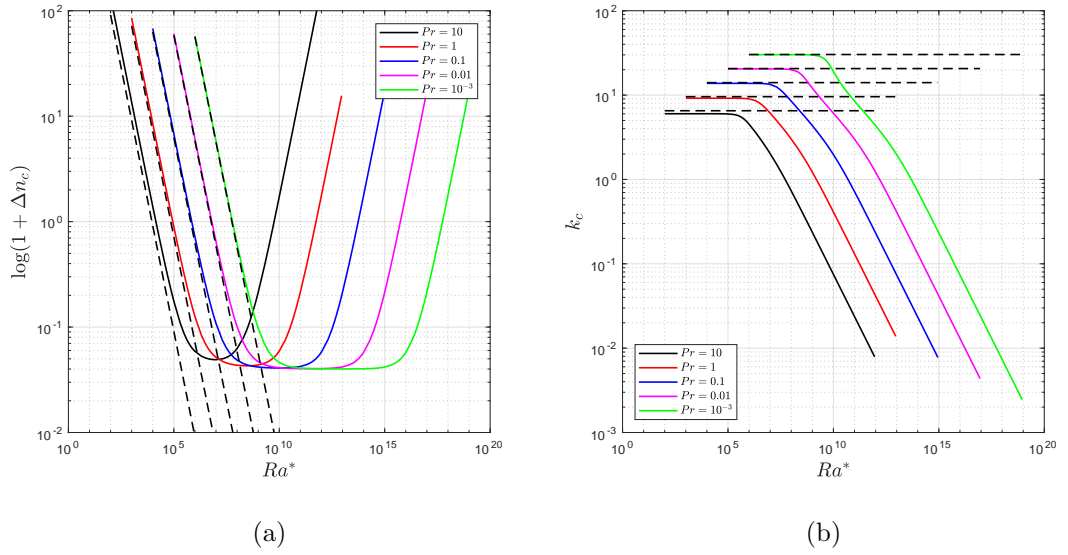 10^2
10^1
10^0
10^{-1}
10^{-2}
log(1 + Δn_c)
10^0
10^5
10^{10}
10^{15}
10^{20}
Ra*
Pr = 10
Pr = 1
Pr = 0.1
Pr = 0.01
Pr = 10^{-3}
(a)
10^2
10^1
10^0
10^{-1}
10^{-2}
10^{-3}
k_c
10^0
10^5
10^{10}
10^{15}
10^{20}
Ra*
Pr = 10
Pr = 1
Pr = 0.1
Pr = 0.01
Pr = 10^{-3}
(b)